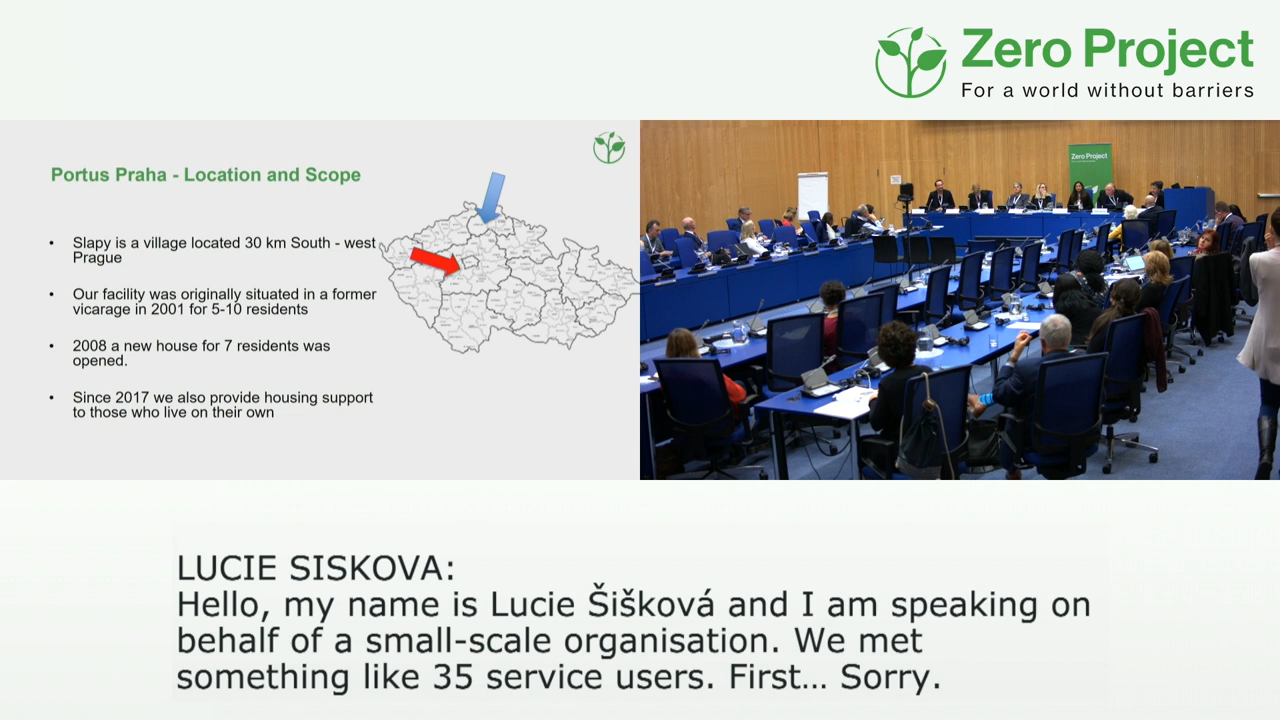 Zero Project
For a world without barriers
Portus Praha - Location and Scope
• Slapy is a village located 30 km South - west
Prague
• Our facility was originally situated in a former
vicarage in 2001 for 5-10 residents
• 2008 a new house for 7 residents was
opened.
• Since 2017 we also provide housing support
to those who live on their own
Zero Project
LUCIE SISKOVA:
Hello, my name is Lucie Šišková and I am speaking on
behalf of a small-scale organisation. We met
something like 35 service users. First… Sorry.